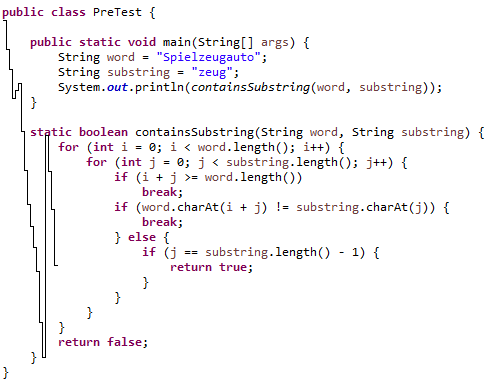 public class PreTest {
public static void main(String[] args) {
String word = "Spielzeugauto";
String substring = "zeug";
System.out.println(containsSubstring(word, substring));
}
static boolean containsSubstring(String word, String substring) {
for (int i = 0; i < word.length(); i++) {
for (int j = 0; j < substring.length(); j++) {
if (i + j >= word.length())
break;
if (word.charAt(i + j) != substring.charAt(j)) {
break;
} else {
if (j == substring.length() - 1) {
return true;
}
}
}
}
return false;
}
}